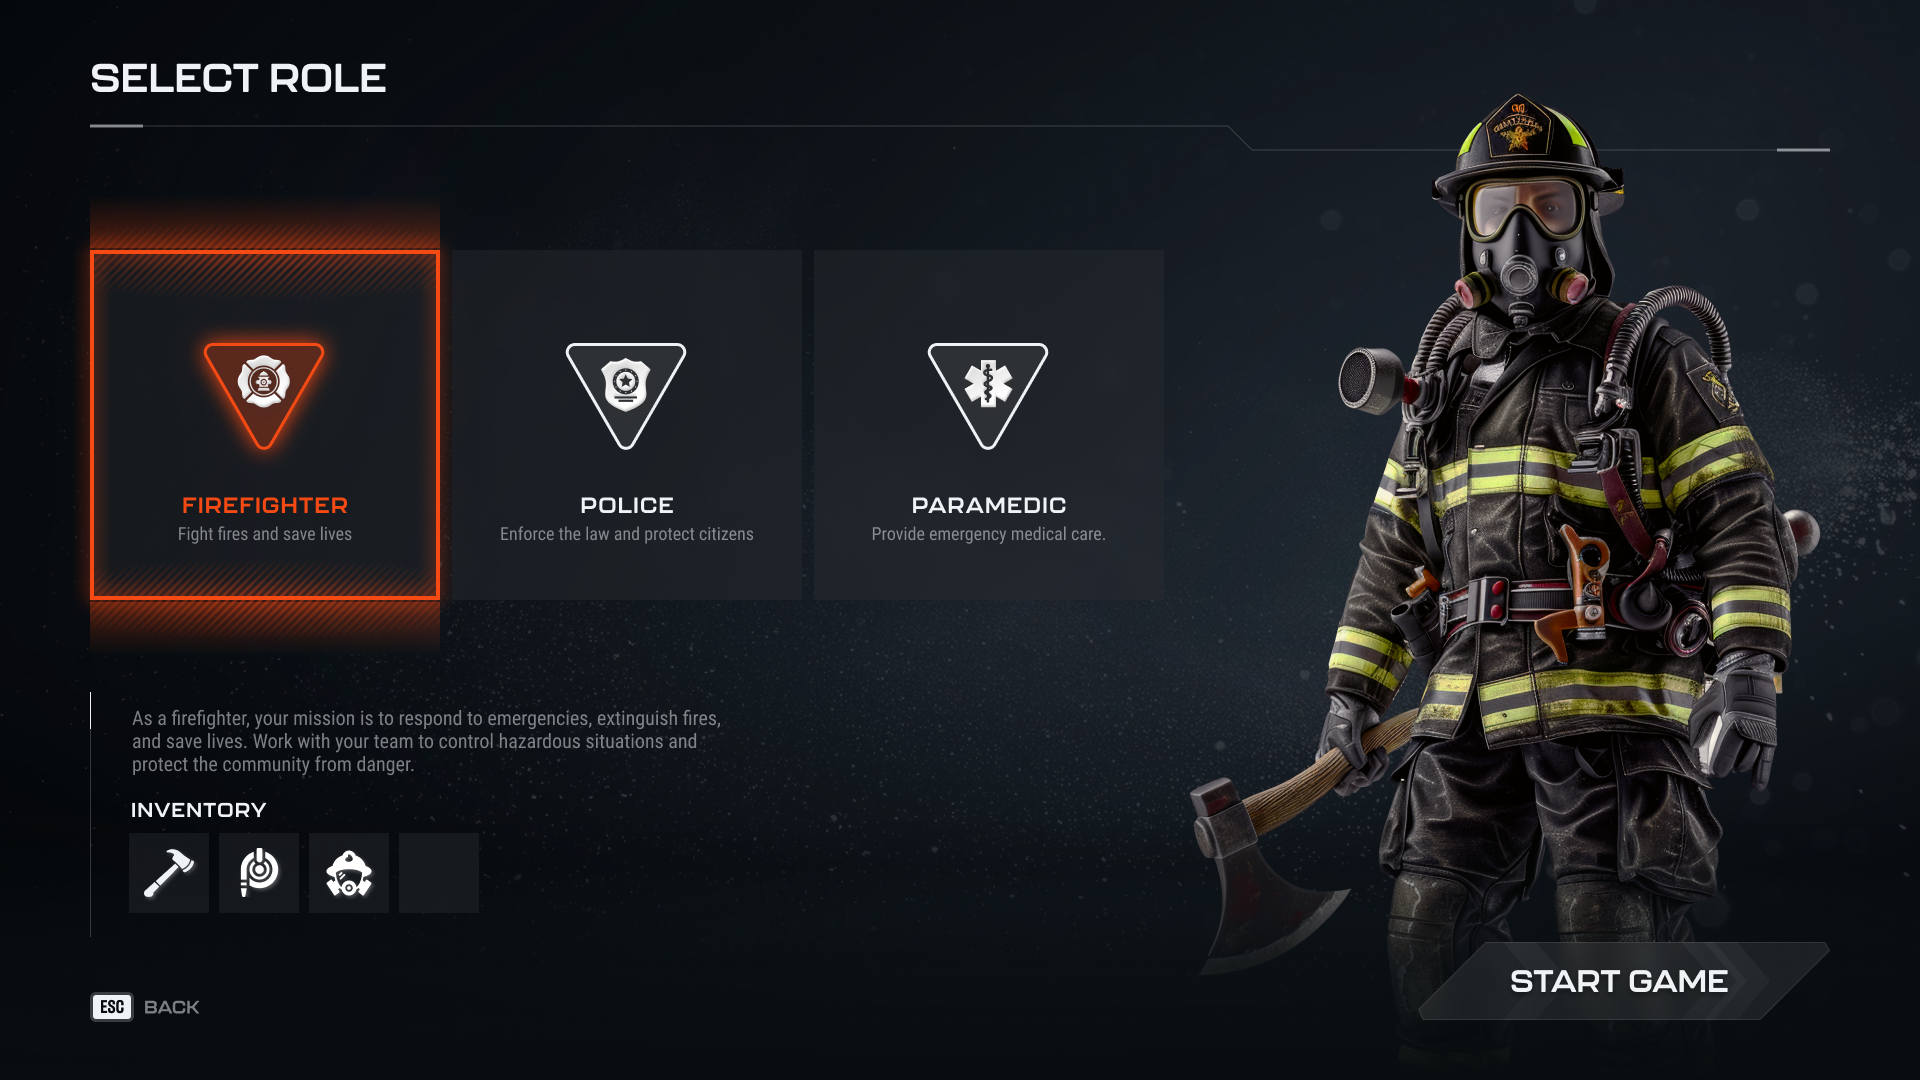 SELECT ROLE
FIREFIGHTER
Fight fires and save lives
POLICE
Enforce the law and protect citizens
PARAMEDIC
Provide emergency medical care.
As a firefighter, your mission is to respond to emergencies, extinguish fires,
and save lives. Work with your team to control hazardous situations and
protect the community from danger.
INVENTORY
ESC BACK
START GAME